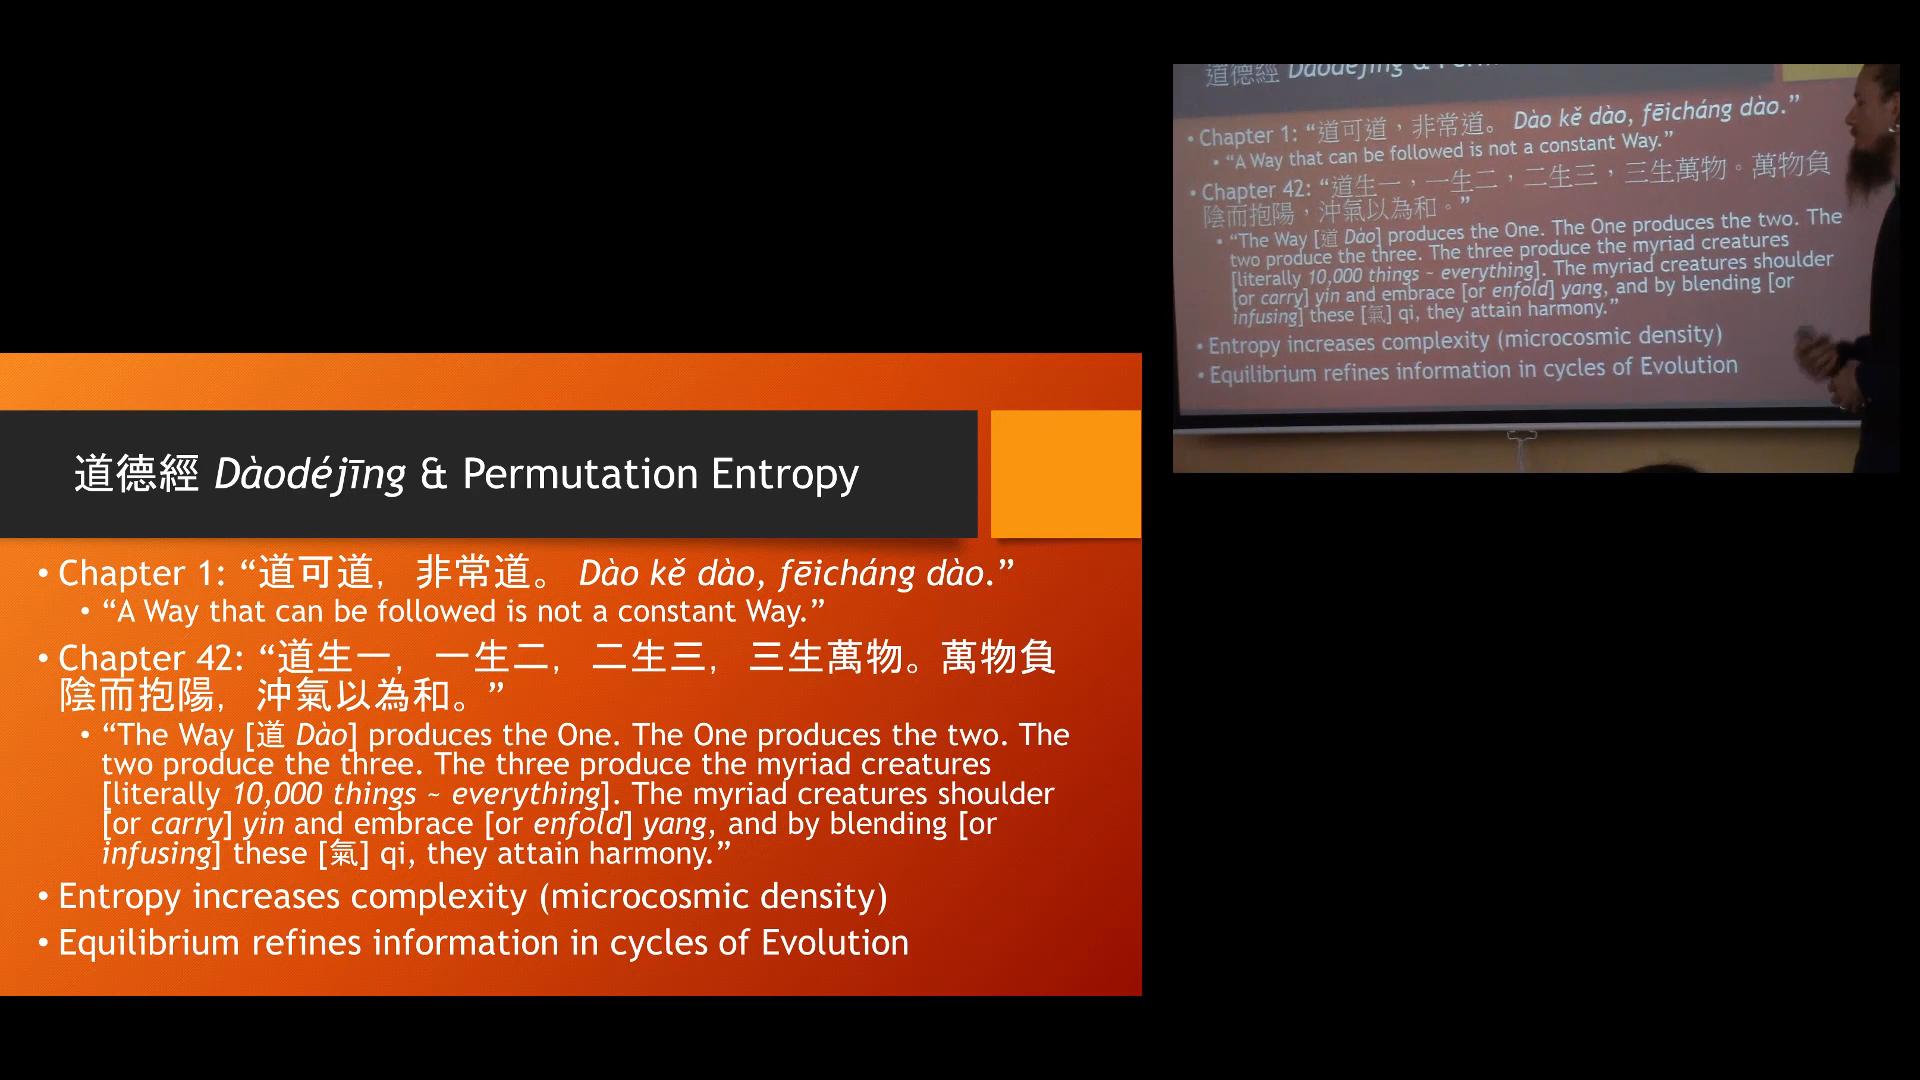 道德經 Dàodéjīng & Permutation Entropy
• Chapter 1: “道可道，非常道。 Dào kě dào, fēicháng dào.”
• “A Way that can be followed is not a constant Way.”
• Chapter 42: “道生一，一生二，二生三，三生萬物。萬物負
陰而抱陽，沖氣以為和。”
• “The Way [道 Dào] produces the One. The One produces the two. The
two produce the three. The three produce the myriad creatures
[literally 10,000 things ~ everything]. The myriad creatures shoulder
[or carry] yin and embrace [or enfold] yang, and by blending [or
infusing] these [氣] qi, they attain harmony.”
• Entropy increases complexity (microcosmic density)
• Equilibrium refines information in cycles of Evolution
道德經 Dàodéjīng &
• Chapter 1: “道可道，非常道。 Dào kě dào, fēicháng dào.”
• “A Way that can be followed is not a constant Way.”
• Chapter 42: “道生一，一生二，二生三，三生萬物。萬物負
陰而抱陽，沖氣以為和。”
• “The Way [道 Dào] produces the One. The One produces the two. The
two produce the three. The three produce the myriad creatures
[literally 10,000 things ~ everything]. The myriad creatures shoulder
[or carry] yin and embrace [or enfold] yang, and by blending [or
infusing] these [氣] qi, they attain harmony.”
• Entropy increases complexity (microcosmic density)
• Equilibrium refines information in cycles of Evolution